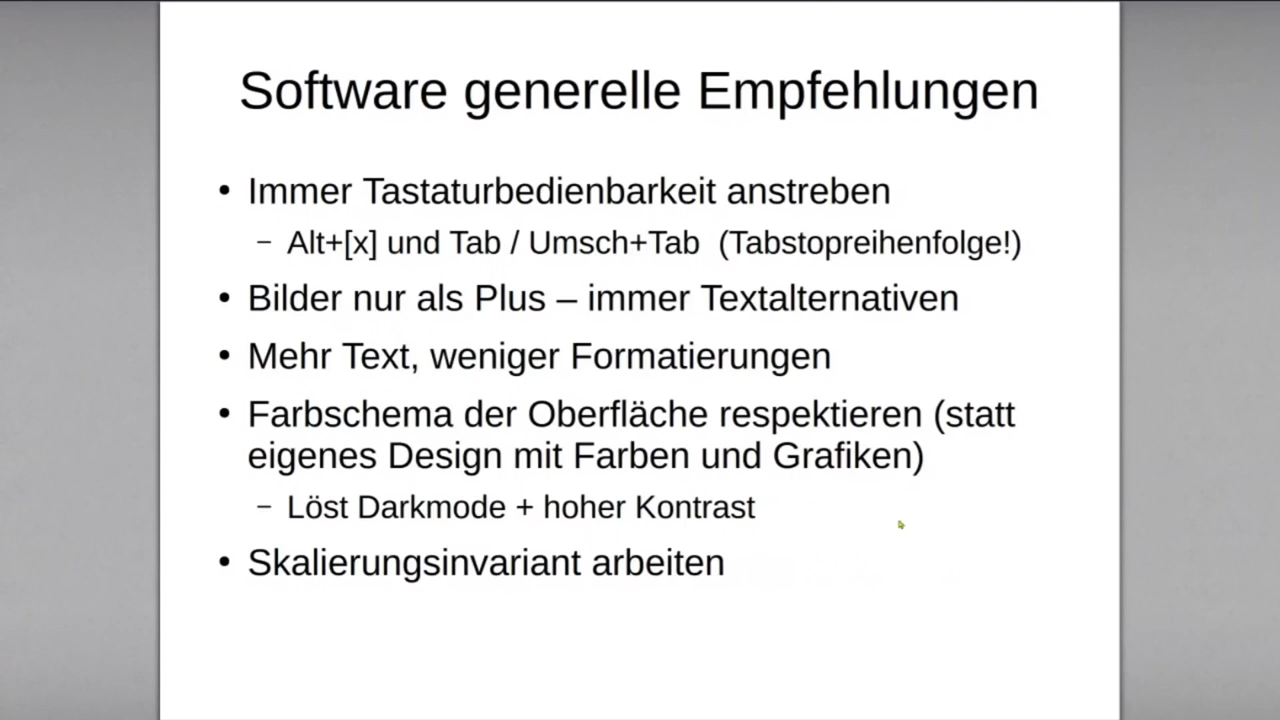 Software generelle Empfehlungen
• Immer Tastaturbedienbarkeit anstreben
– Alt+[x] und Tab / Umsch+Tab (Tabstopreihenfolge!)
• Bilder nur als Plus – immer Textalternativen
• Mehr Text, weniger Formatierungen
• Farbschema der Oberfläche respektieren (statt
eigenes Design mit Farben und Grafiken)
– Löst Darkmode + hoher Kontrast
• Skalierungsinvariant arbeiten